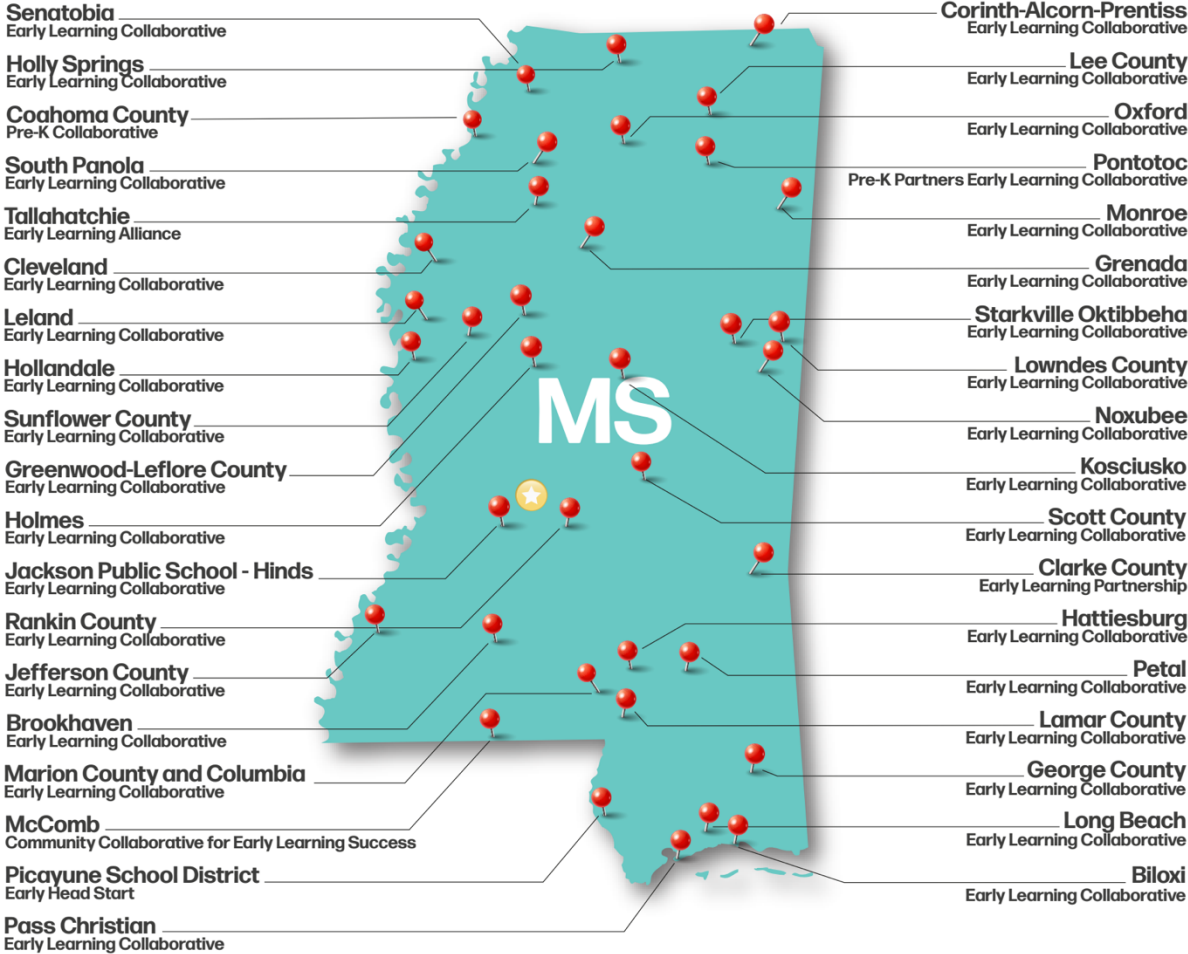 Senatobia
Early Learning Collaborative
Holly Springs
Early Learning Collaborative
Coahoma County
Pre-K Collaborative
South Panola
Early Learning Collaborative
Tallahatchie
Early Learning Alliance
Cleveland
Early Learning Collaborative
Leland
Early Learning Collaborative
Hollandale
Early Learning Collaborative
Sunflower County
Early Learning Collaborative
Greenwood-Leflore County
Early Learning Collaborative
Holmes
Early Learning Collaborative
Jackson Public School - Hinds
Early Learning Collaborative
Rankin County
Early Learning Collaborative
Jefferson County
Early Learning Collaborative
Brookhaven
Early Learning Collaborative
Marion County and Columbia
Early Learning Collaborative
McComb
Community Collaborative for Early Learning Success
Picayune School District
Early Head Start
Pass Christian
Early Learning Collaborative
MS
Corinth-Alcorn-Prentiss
Early Learning Collaborative
Lee County
Early Learning Collaborative
Oxford
Early Learning Collaborative
Pontotoc
Pre-K Partners Early Learning Collaborative
Monroe
Early Learning Collaborative
Grenada
Early Learning Collaborative
Starkville Oktibbeha
Early Learning Collaborative
Lowndes County
Early Learning Collaborative
Noxubee
Early Learning Collaborative
Kosciusko
Early Learning Collaborative
Scott County
Early Learning Collaborative
Clarke County
Early Learning Partnership
Hattiesburg
Early Learning Collaborative
Petal
Early Learning Collaborative
Lamar County
Early Learning Collaborative
George County
Early Learning Collaborative
Long Beach
Early Learning Collaborative
Biloxi
Early Learning Collaborative